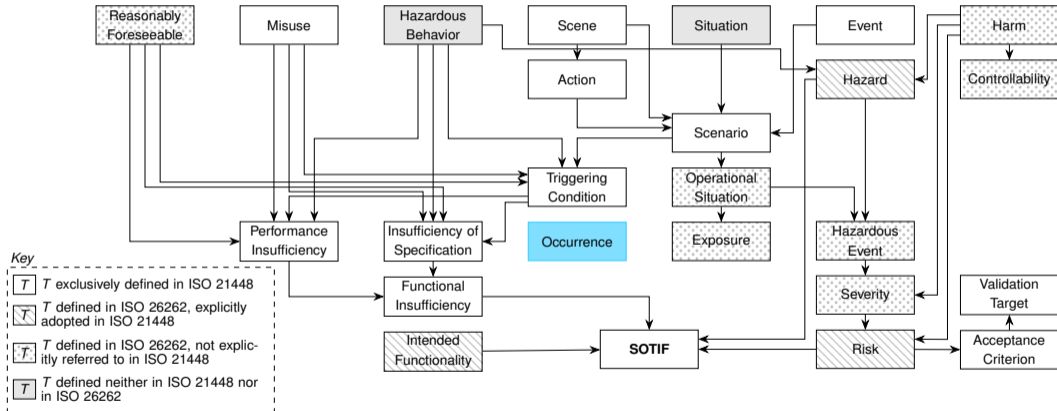 Reasonably
Foreseeable
Misuse
Hazardous
Behavior
Scene
Situation
Event
Harm
Action
Hazard
Controllability
Scenario
Triggering
Condition
Operational
Situation
Performance
Insufficiency
Insufficiency of
Specification
Occurrence
Exposure
Hazardous
Event
Key
T T exclusively defined in ISO 21448
T T defined in ISO 26262, explicitly
adopted in ISO 21448
T T defined in ISO 26262, not explic-
itly referred to in ISO 21448
T T defined neither in ISO 21448 nor
in ISO 26262
Functional
Insufficiency
Severity
Validation
Target
Intended
Functionality
SOTIF
Risk
Acceptance
Criterion